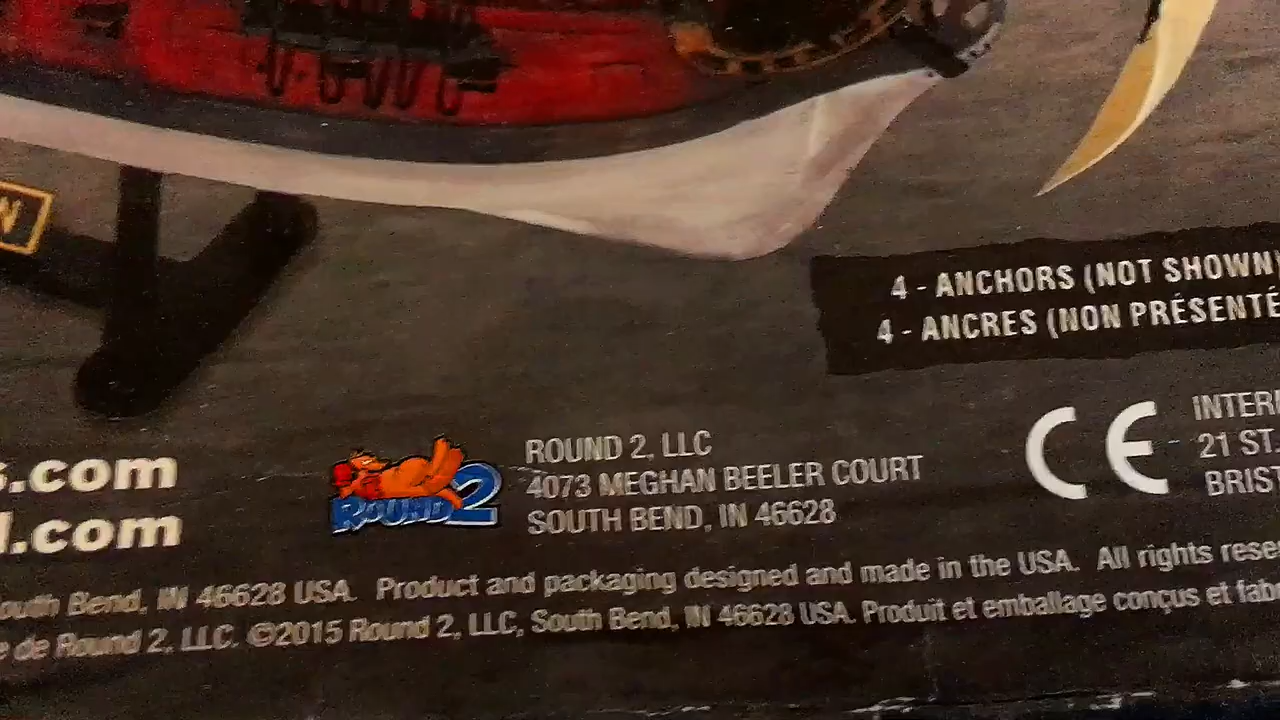 4 - ANCHORS (NOT SHOWN)
4 - ANCRES (NON PRÉSENTÉ
.com
.com
ROUND 2
ROUND 2, LLC
4073 MEGHAN BEELER COURT
SOUTH BEND, IN 46628
CE
INTER
21 ST.
BRIST
outh Bend, IN 46628 USA. Product and packaging designed and made in the USA. All rights rese
e de Round 2, LLC. ©2015 Round 2, LLC, South Bend, IN 46628 USA. Produit et emballage conçus et fab